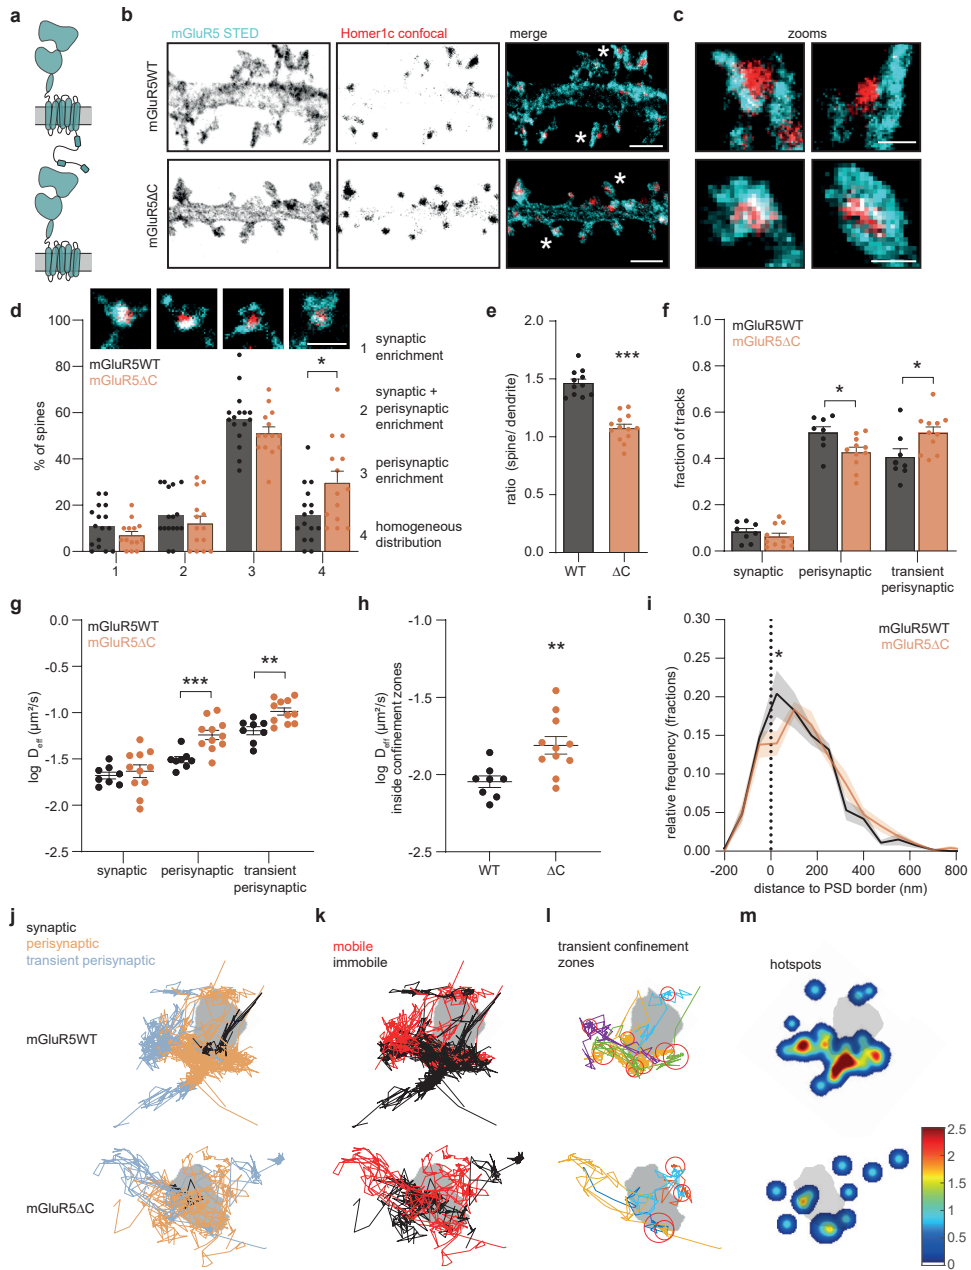 a
b
mGluR5 STED
Homer1c confocal
merge
mGluR5WT
*
*
mGluR5ΔC
*
*
c
zooms
d
100
80
60
40
20
0
% of spines
mGluR5WT
mGluR5ΔC
*
1
2
3
4
1 synaptic enrichment
2 synaptic + perisynaptic enrichment
3 perisynaptic enrichment
4 homogeneous distribution
e
2.0
1.5
1.0
0.5
0.0
ratio (spine/ dendrite)
***
WT
ΔC
f
1.0
0.8
0.6
0.4
0.2
0.0
fraction of tracks
mGluR5WT
mGluR5ΔC
*
*
synaptic
perisynaptic
transient
perisynaptic
g
0.0
-0.5
-1.0
-1.5
-2.0
-2.5
log Deff (µm²/s)
mGluR5WT
mGluR5ΔC
***
**
synaptic
perisynaptic
transient
perisynaptic
h
-1.0
-1.5
-2.0
-2.5
log Deff (µm²/s)
inside confinement zones
**
WT
ΔC
i
0.30
0.25
0.20
0.15
0.10
0.05
0.00
relative frequency (fractions)
mGluR5WT
mGluR5ΔC
*
-200
0
200
400
600
800
distance to PSD border (nm)
j
synaptic
perisynaptic
transient perisynaptic
mGluR5WT
mGluR5ΔC
k
mobile
immobile
l
transient confinement
zones
m
hotspots
2.5
2
1.5
1
0.5
0